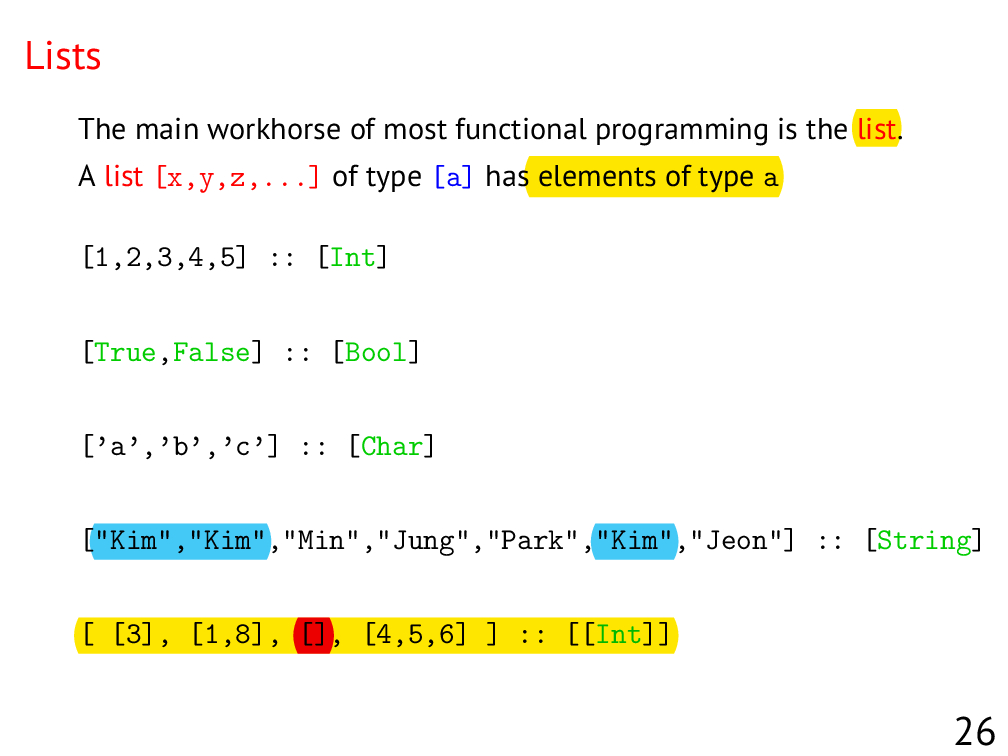 Lists
The main workhorse of most functional programming is the list.
A list [x,y,z,...] of type [a] has elements of type a
[1,2,3,4,5] :: [Int]
[True,False] :: [Bool]
[’a’,’b’,’c’] :: [Char]
["Kim","Kim","Min","Jung","Park","Kim","Jeon"] :: [String]
[ [3], [1,8], [], [4,5,6] ] :: [[Int]]
26